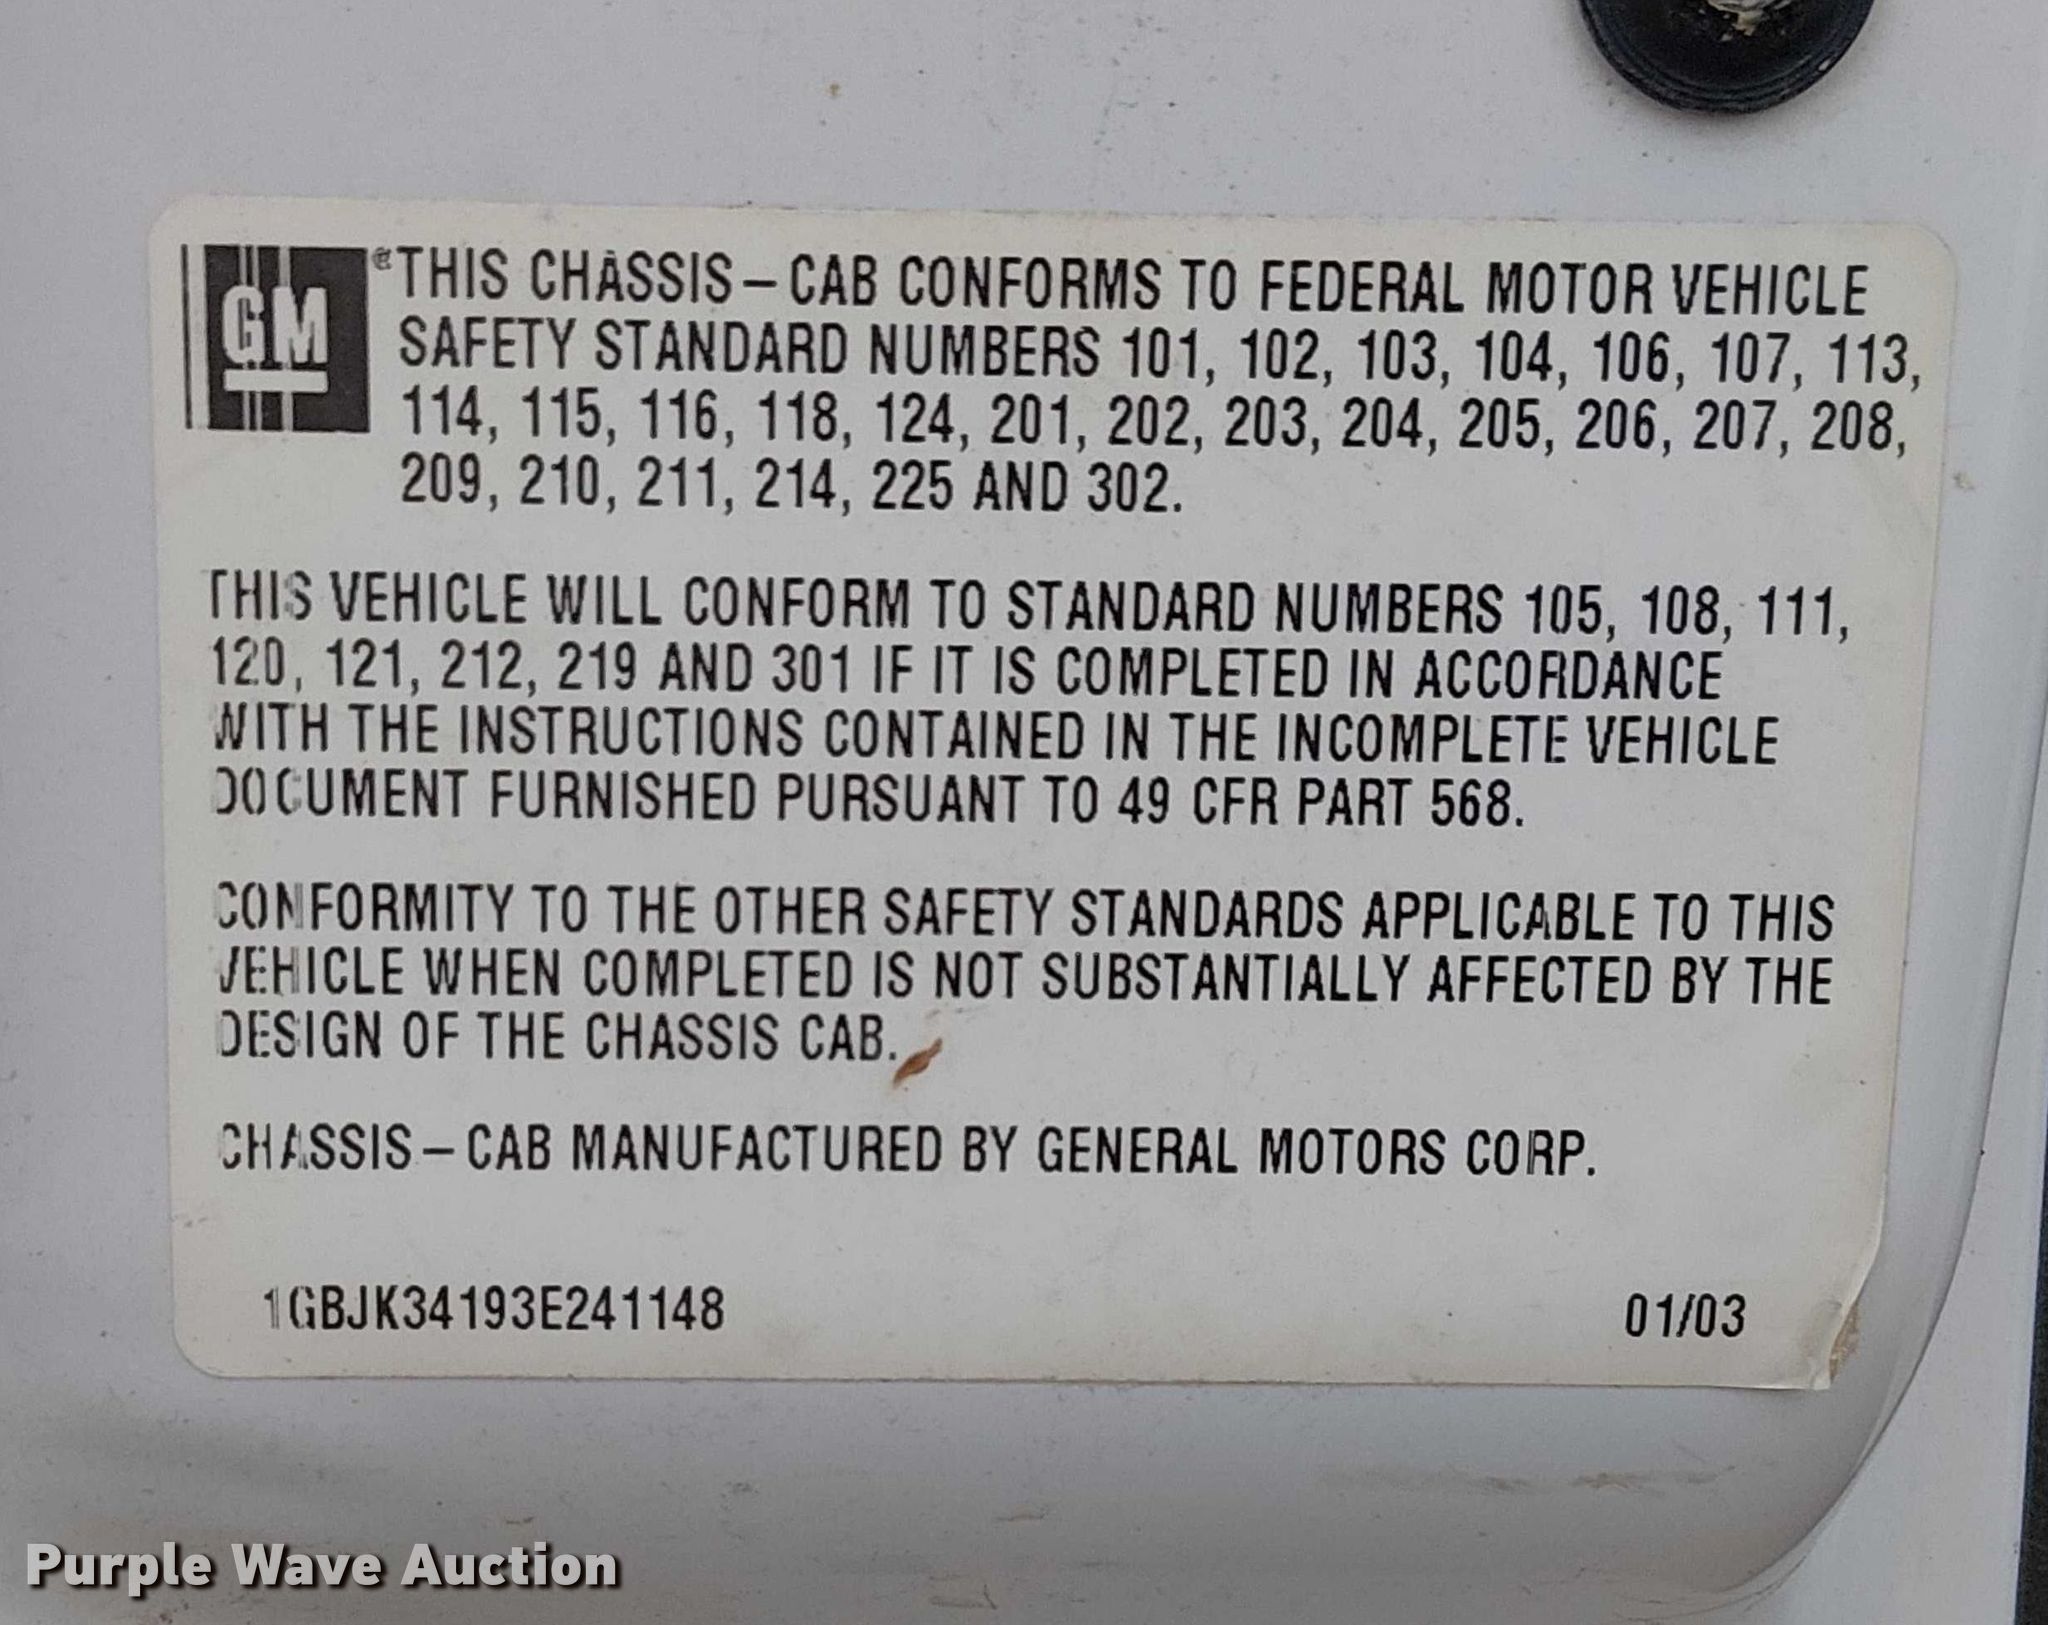 GM
® THIS CHASSIS – CAB CONFORMS TO FEDERAL MOTOR VEHICLE
SAFETY STANDARD NUMBERS 101, 102, 103, 104, 106, 107, 113,
114, 115, 116, 118, 124, 201, 202, 203, 204, 205, 206, 207, 208,
209, 210, 211, 214, 225 AND 302.
THIS VEHICLE WILL CONFORM TO STANDARD NUMBERS 105, 108, 111,
120, 121, 212, 219 AND 301 IF IT IS COMPLETED IN ACCORDANCE
WITH THE INSTRUCTIONS CONTAINED IN THE INCOMPLETE VEHICLE
DOCUMENT FURNISHED PURSUANT TO 49 CFR PART 568.
CONFORMITY TO THE OTHER SAFETY STANDARDS APPLICABLE TO THIS
VEHICLE WHEN COMPLETED IS NOT SUBSTANTIALLY AFFECTED BY THE
DESIGN OF THE CHASSIS CAB.
CHASSIS – CAB MANUFACTURED BY GENERAL MOTORS CORP.
1GBJK34193E241148 01/03
Purple Wave Auction